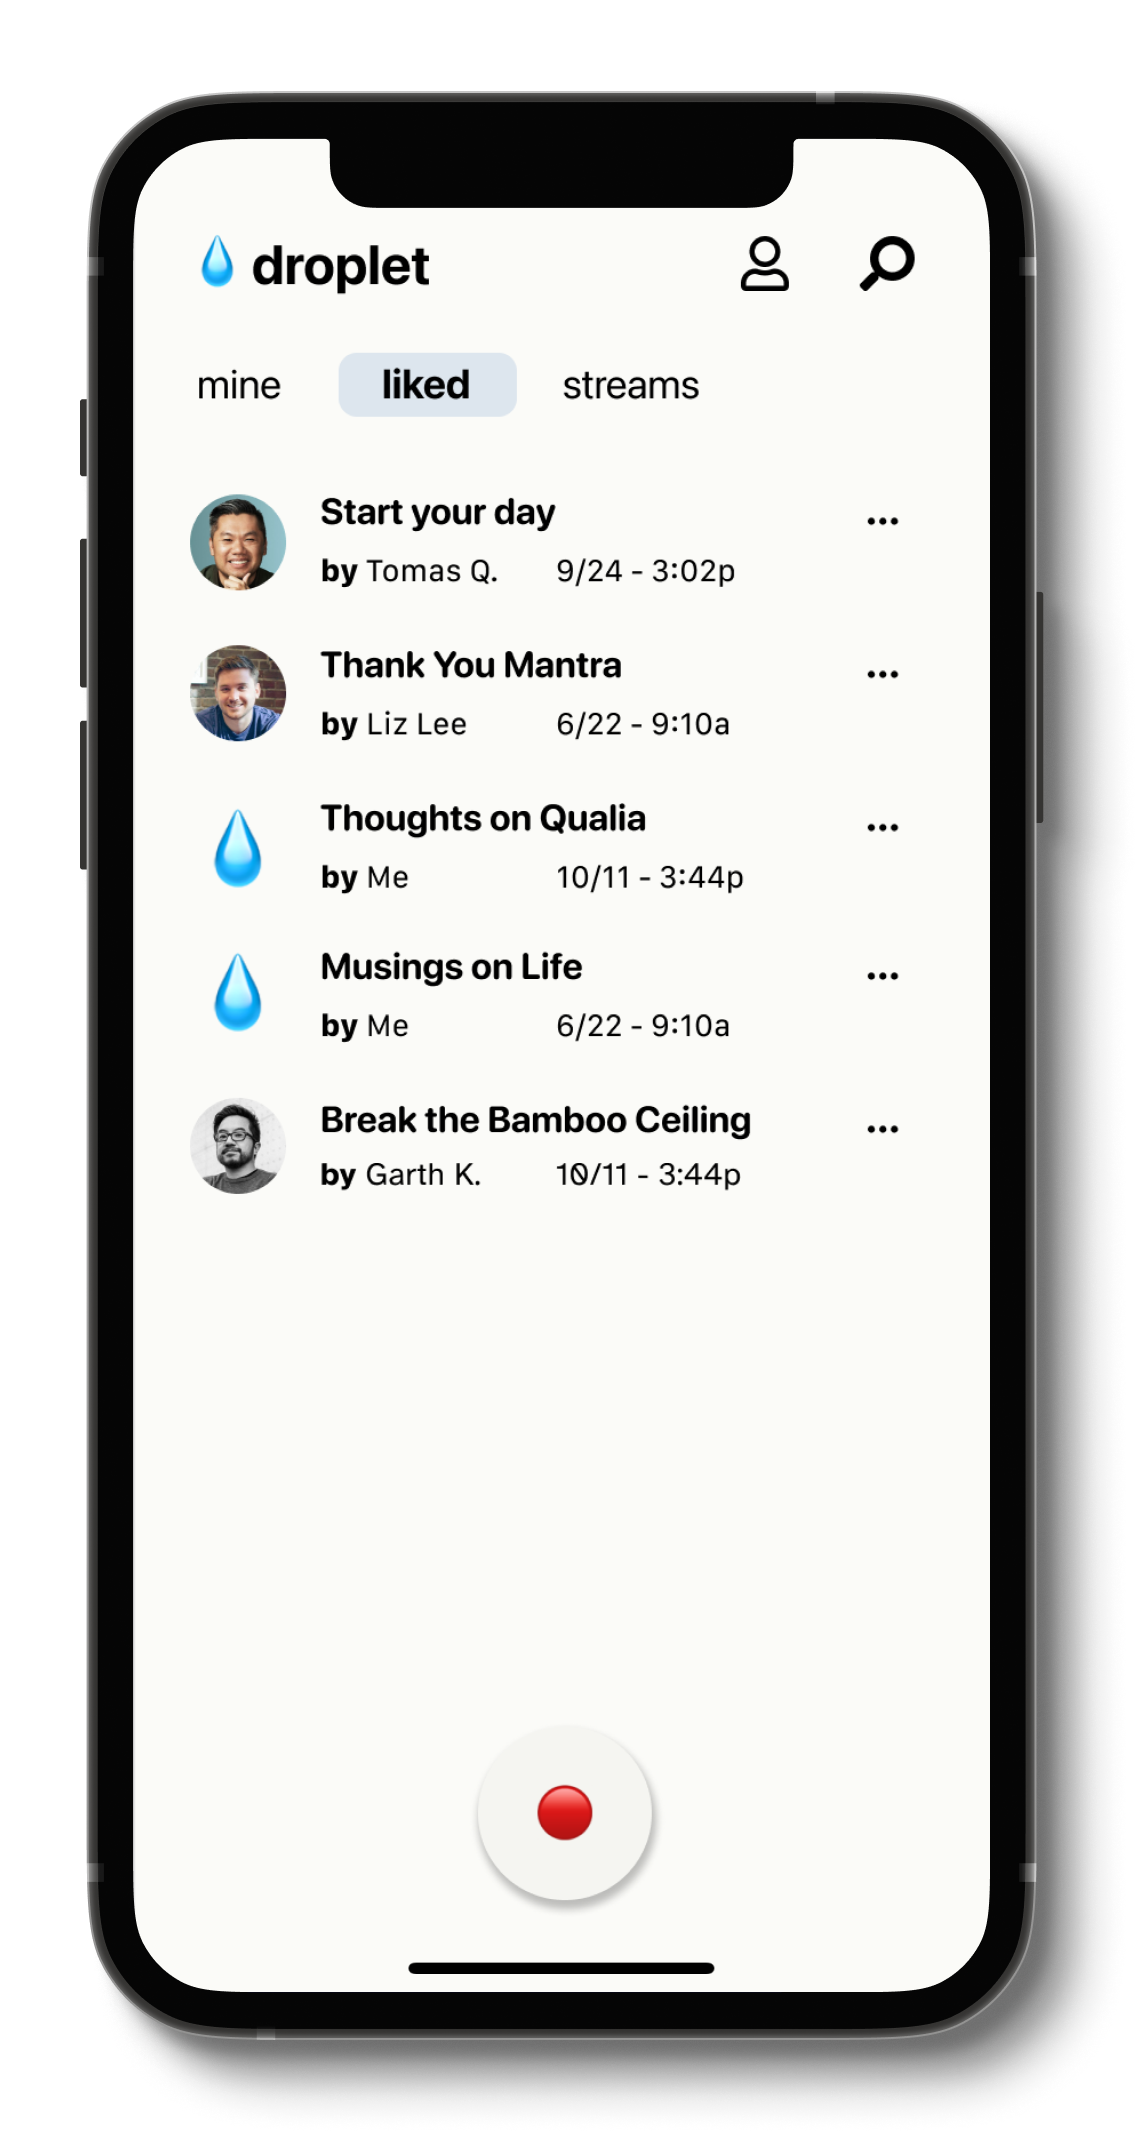 droplet
mine liked streams
Start your day ...
by Tomas Q. 9/24 - 3:02p
Thank You Mantra ...
by Liz Lee 6/22 - 9:10a
Thoughts on Qualia ...
by Me 10/11 - 3:44p
Musings on Life ...
by Me 6/22 - 9:10a
Break the Bamboo Ceiling ...
by Garth K. 10/11 - 3:44p